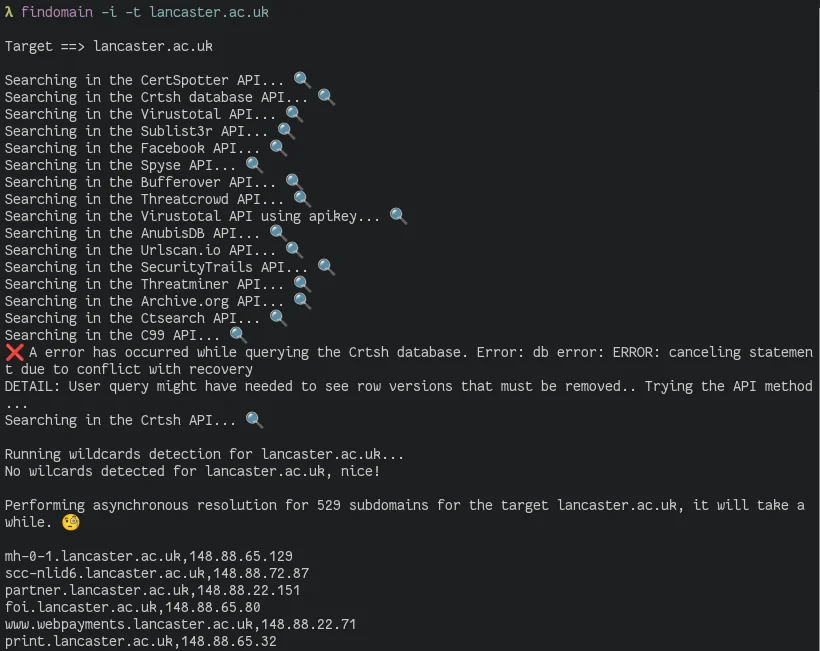 λ findomain -i -t lancaster.ac.uk
Target ==> lancaster.ac.uk
Searching in the CertSpotter API... 🔍
Searching in the Crtsh database API... 🔍
Searching in the Virustotal API... 🔍
Searching in the Sublist3r API... 🔍
Searching in the Facebook API... 🔍
Searching in the Spyse API... 🔍
Searching in the Bufferover API... 🔍
Searching in the Threatcrowd API... 🔍
Searching in the Virustotal API using apikey... 🔍
Searching in the AnubisDB API... 🔍
Searching in the Urlscan.io API... 🔍
Searching in the SecurityTrails API... 🔍
Searching in the Threatminer API... 🔍
Searching in the Archive.org API... 🔍
Searching in the Ctsearch API... 🔍
Searching in the C99 API... 🔍
❌ A error has occurred while querying the Crtsh database. Error: db error: ERROR: canceling statemen
t due to conflict with recovery
DETAIL: User query might have needed to see row versions that must be removed.. Trying the API method
...
Searching in the Crtsh API... 🔍
Running wildcards detection for lancaster.ac.uk...
No wilcards detected for lancaster.ac.uk, nice!
Performing asynchronous resolution for 529 subdomains for the target lancaster.ac.uk, it will take a
while. 🧐
mh-0-1.lancaster.ac.uk,148.88.65.129
scc-nlid6.lancaster.ac.uk,148.88.72.87
partner.lancaster.ac.uk,148.88.22.151
foi.lancaster.ac.uk,148.88.65.80
www.webpayments.lancaster.ac.uk,148.88.22.71
print.lancaster.ac.uk,148.88.65.32